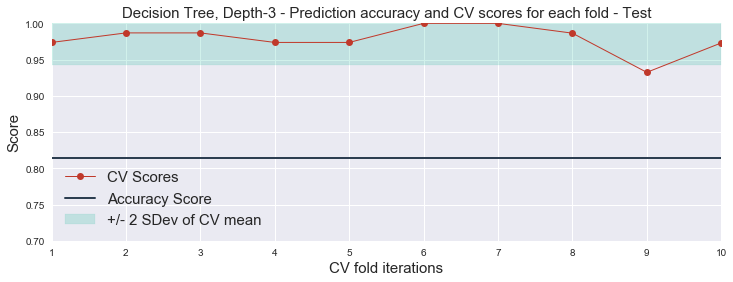 Decision Tree, Depth-3 - Prediction accuracy and CV scores for each fold - Test
1.00
0.95
0.90
0.85
0.80
0.75
0.70
Score
CV Scores
Accuracy Score
+/- 2 SDev of CV mean
1 2 3 4 5 6 7 8 9 10
CV fold iterations